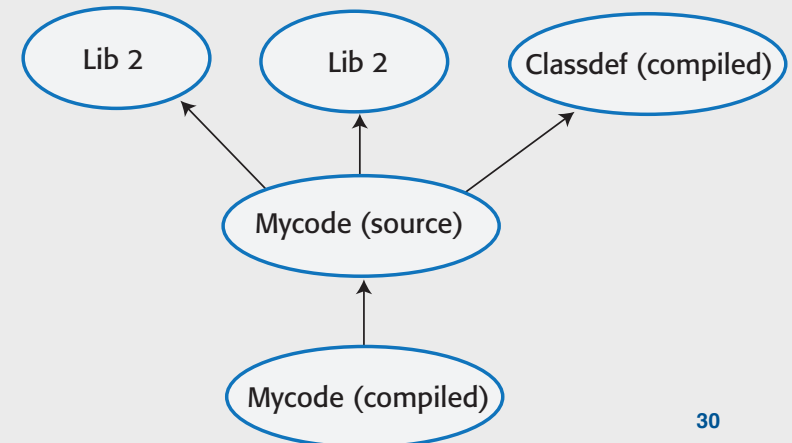 Lib 2
Lib 2
Classdef (compiled)
Mycode (source)
Mycode (compiled)
30